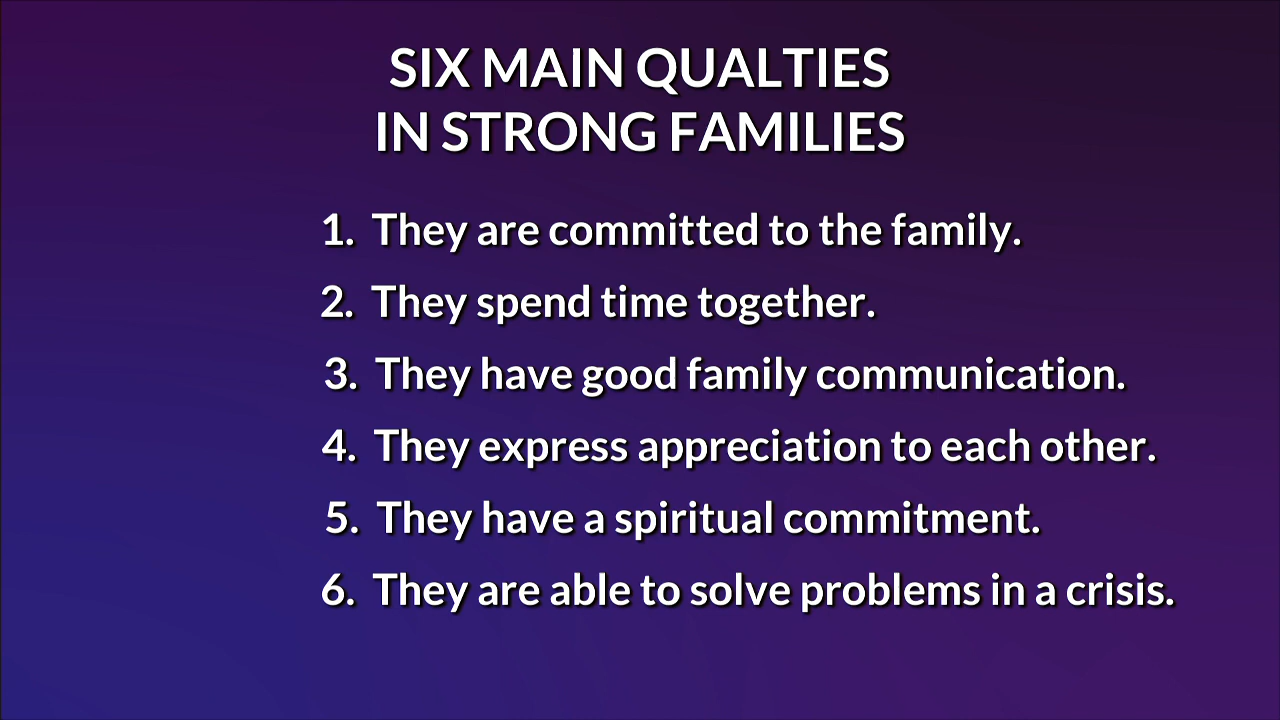 SIX MAIN QUALTIES
IN STRONG FAMILIES
1. They are committed to the family.
2. They spend time together.
3. They have good family communication.
4. They express appreciation to each other.
5. They have a spiritual commitment.
6. They are able to solve problems in a crisis.